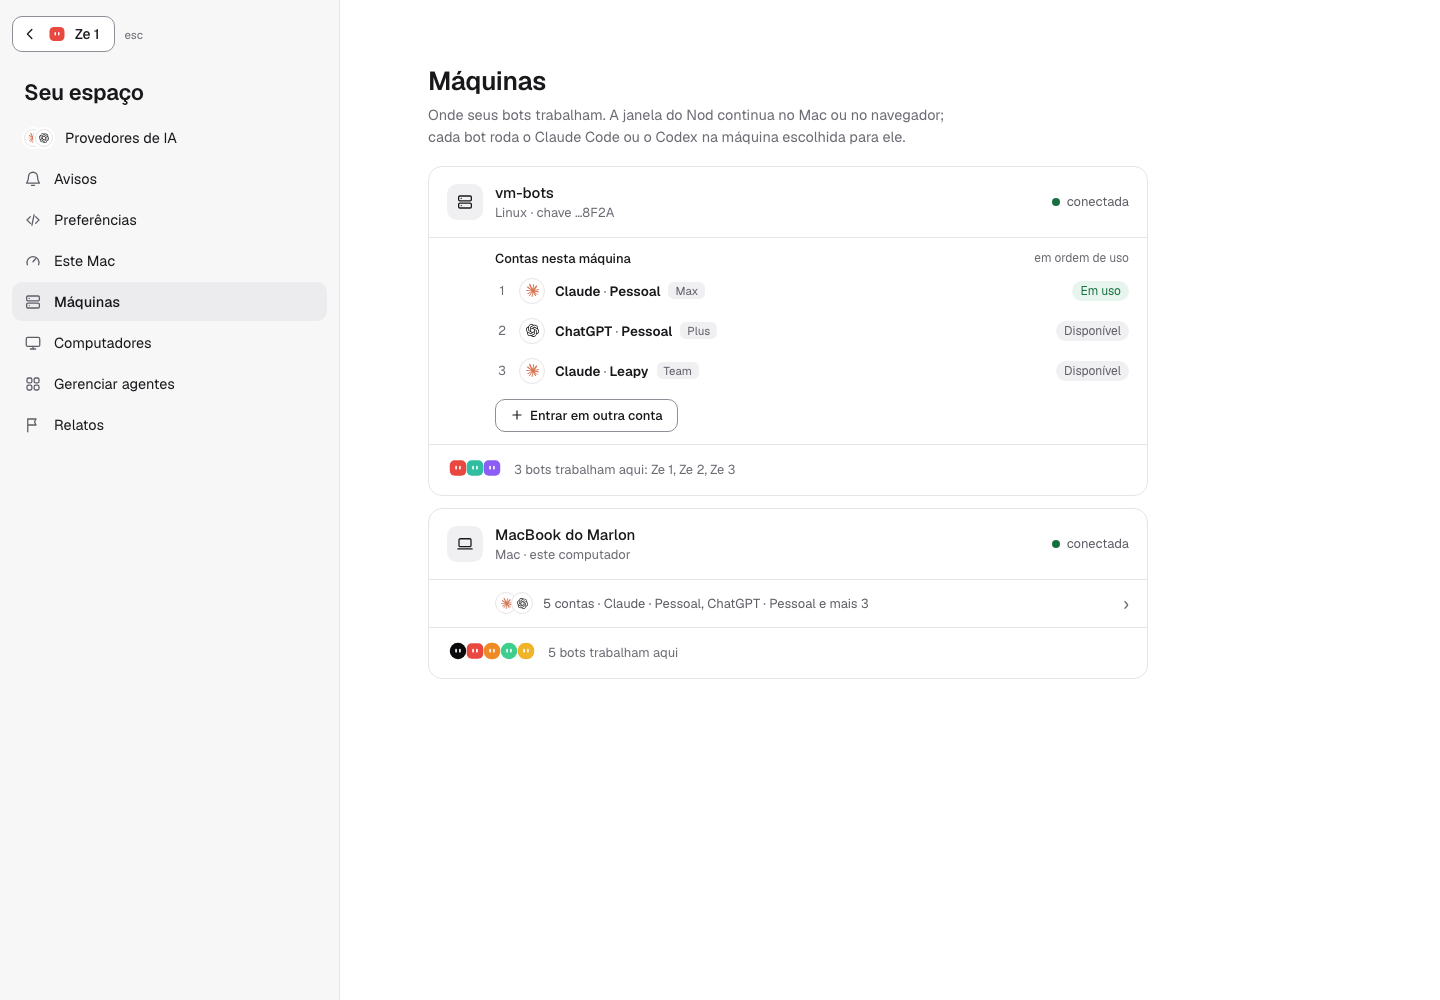 Ze 1
esc
Seu espaço
Provedores de IA
Avisos
Preferências
Este Mac
Máquinas
Computadores
Gerenciar agentes
Relatos
Máquinas
Onde seus bots trabalham. A janela do Nod continua no Mac ou no navegador;
cada bot roda o Claude Code ou o Codex na máquina escolhida para ele.
vm-bots
Linux · chave …8F2A
conectada
Contas nesta máquina
em ordem de uso
1 Claude · Pessoal Max Em uso
2 ChatGPT · Pessoal Plus Disponível
3 Claude · Leapy Team Disponível
+ Entrar em outra conta
3 bots trabalham aqui: Ze 1, Ze 2, Ze 3
MacBook do Marlon
Mac · este computador
conectada
5 contas · Claude · Pessoal, ChatGPT · Pessoal e mais 3
5 bots trabalham aqui